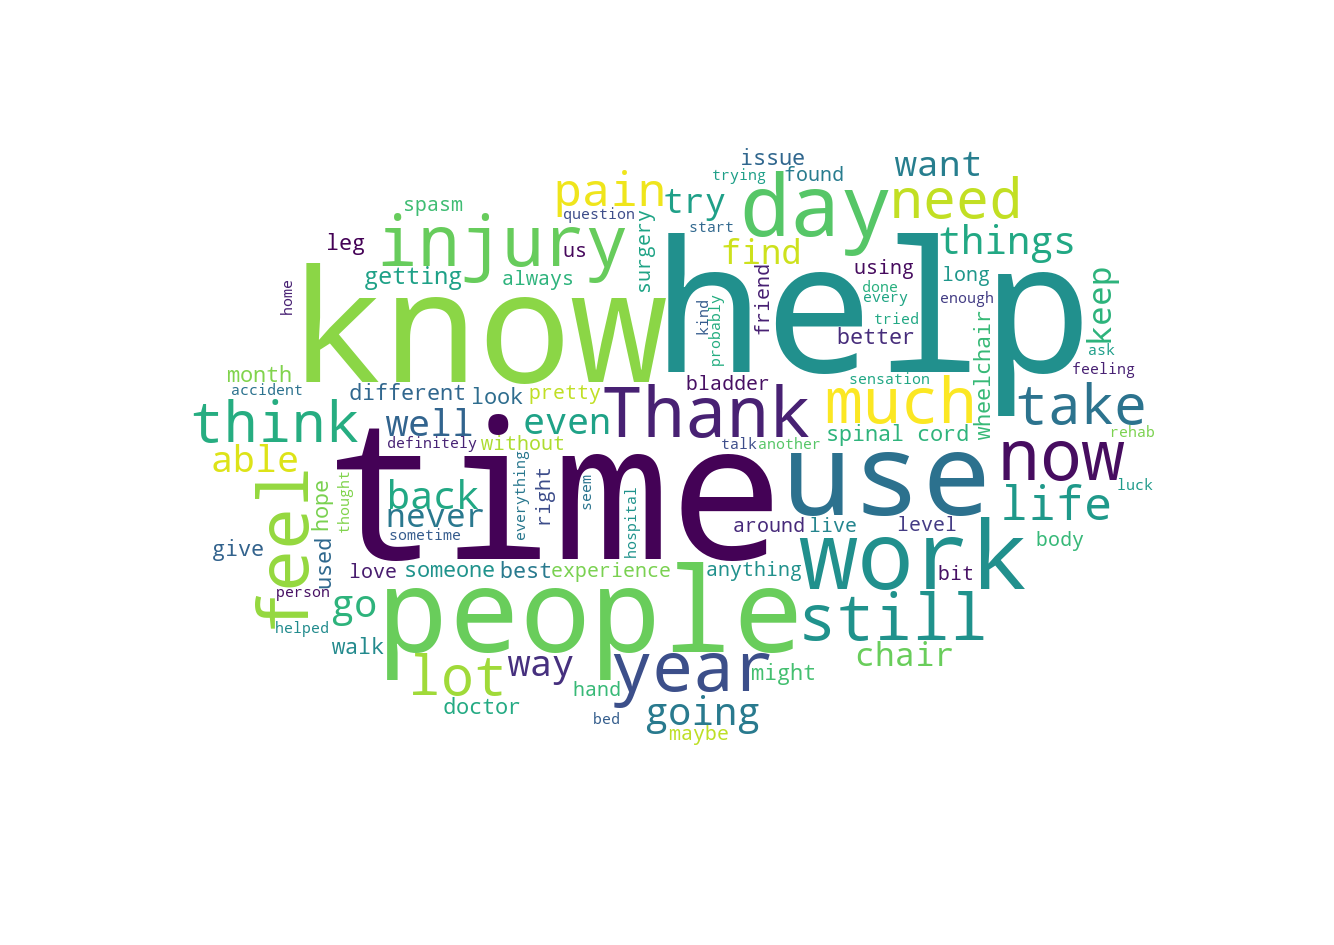 issue
want
trying
found
pain
try
day
need
spasm
question
surgery
start
leg
injury
us
find
things
getting
always
friend
using
long
keep
home
know
help
kind
probably
done
every
enough
tried
better
wheelchair
ask
feeling
month
accident
different
look
pretty
bladder
sensation
think
well
even
Thank
much
take
definitely
without
talk
another
spinal cord
rehab
able
time
use
now
feel
hope
thought
back
never
everything
right
seem
hospital
life
luck
sometime
around
live
level
give
used
love
someone
best
experience
anything
work
bit
body
person
go
people
still
helped
walk
lot
way
year
might
chair
hand
doctor
bed
going
maybe